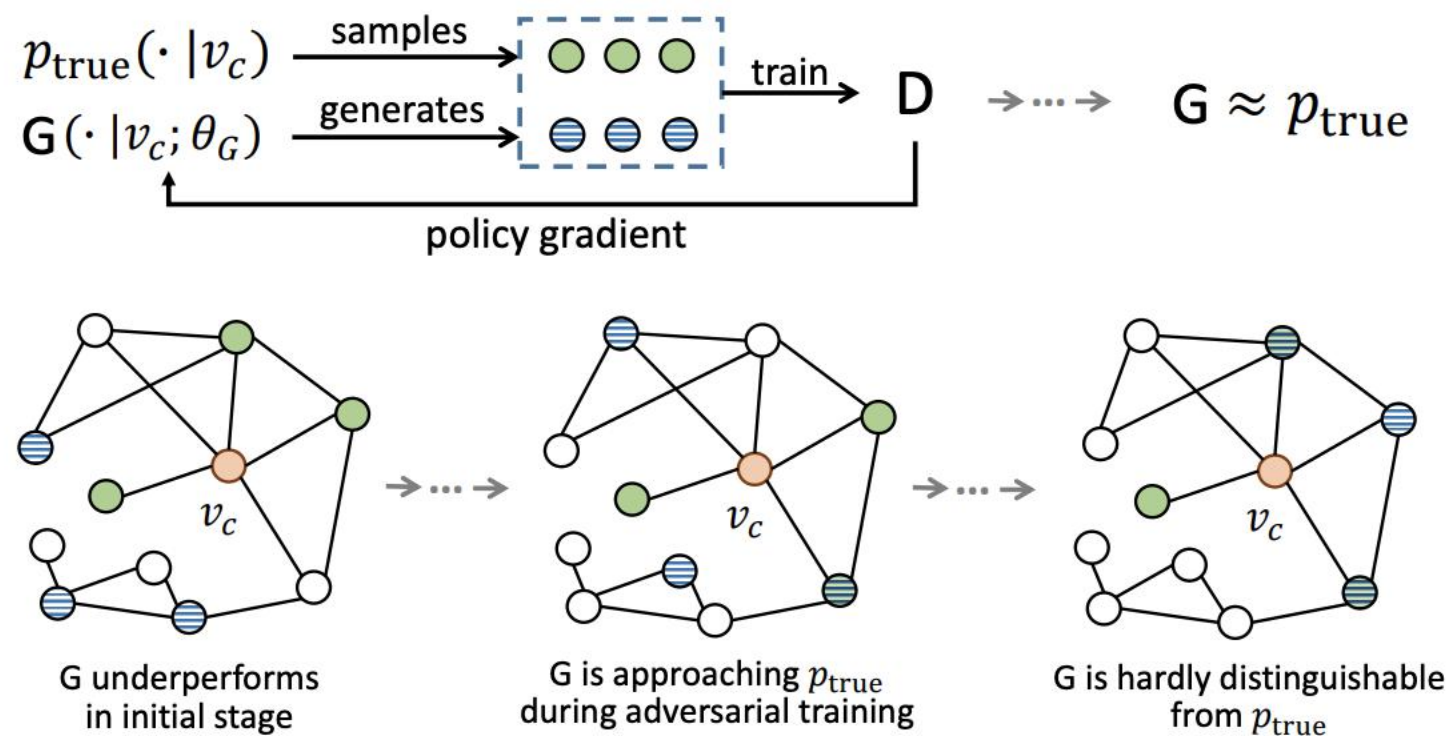 p_true(· |v_c)
samples
train
D
...
G ≈ p_true
G(· |v_c; θ_G)
generates
policy gradient
v_c
...
v_c
...
v_c
G underperforms
in initial stage
G is approaching p_true
during adversarial training
G is hardly distinguishable
from p_true